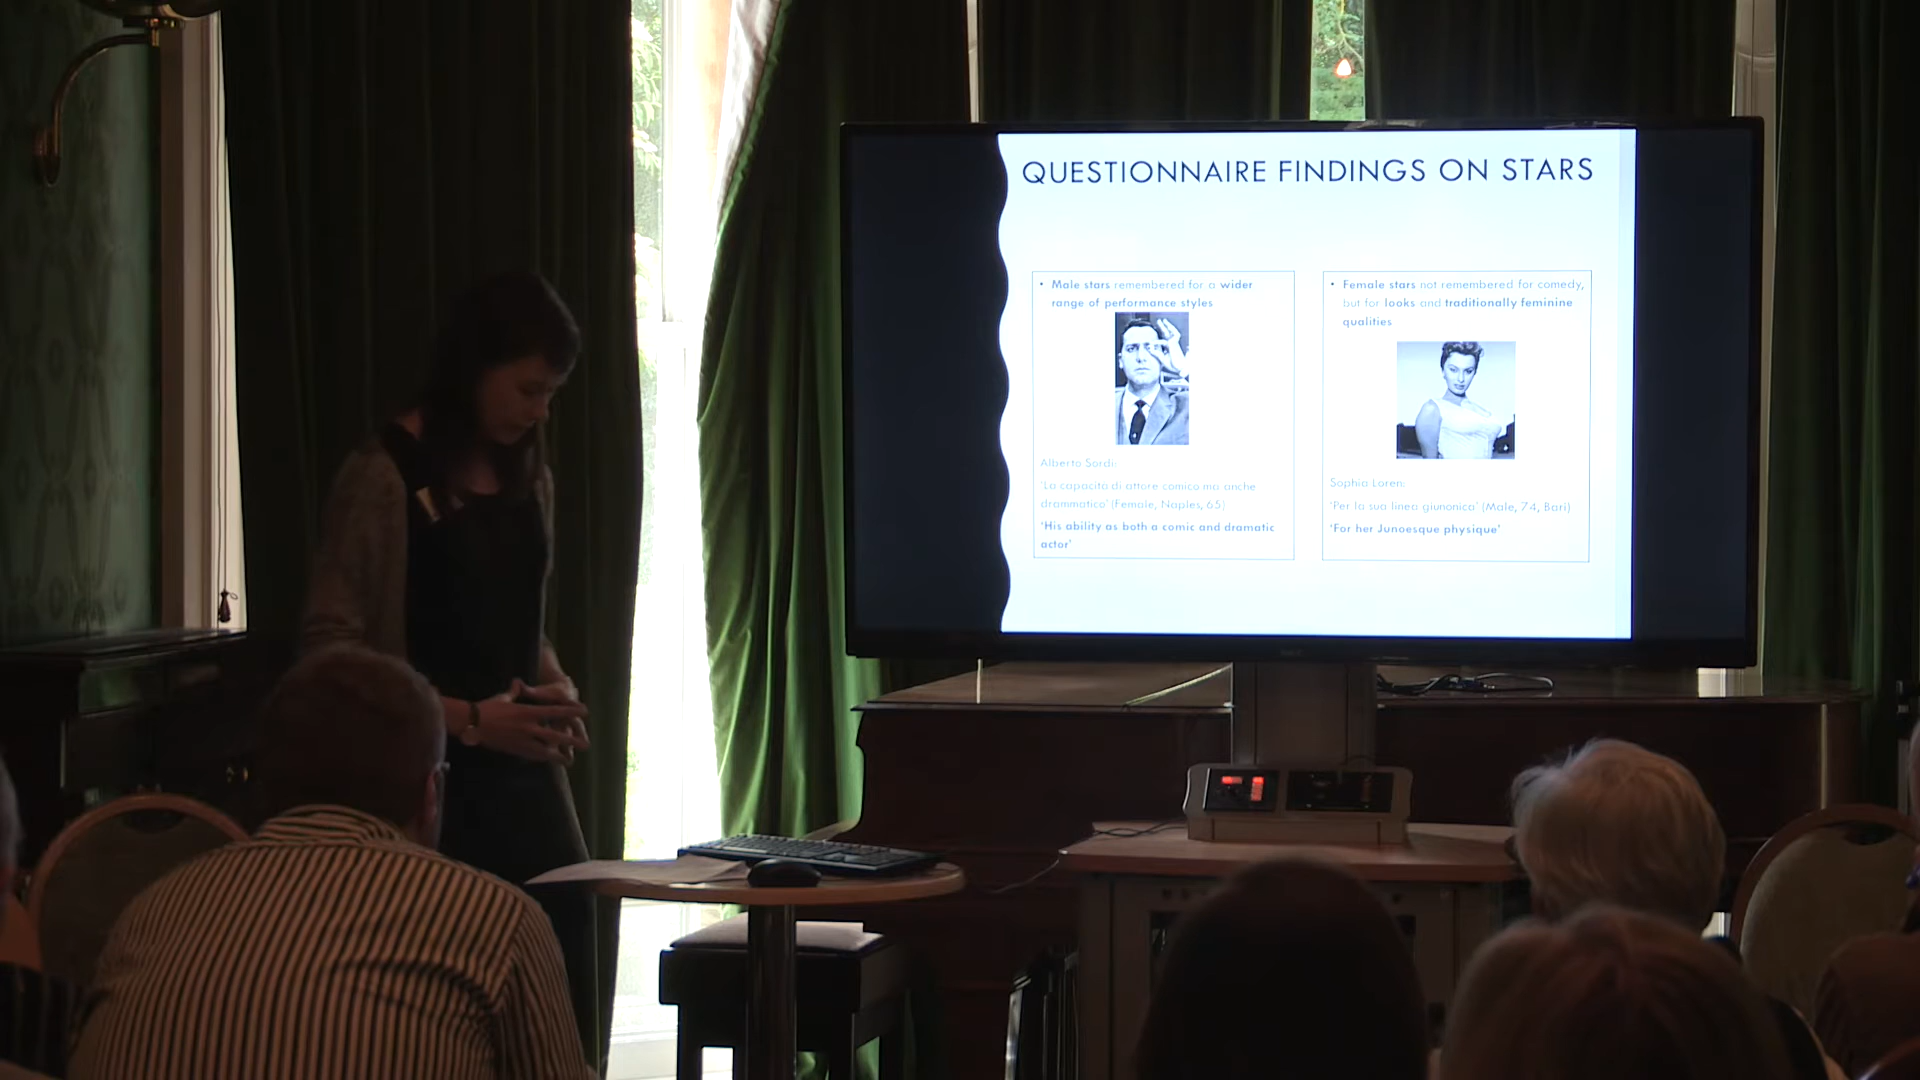 QUESTIONNAIRE FINDINGS ON STARS
• Male stars remembered for a wider
range of performance styles
Alberto Sordi:
'La capacita di attore comico ma anche
drammatico' (Female, Naples, 65)
'His ability as both a comic and dramatic
actor'
• Female stars not remembered for comedy,
but for looks and traditionally feminine
qualities
Sophia Loren:
'Per la sua linea giunonica' (Male, 74, Bari)
'For her Junoesque physique'